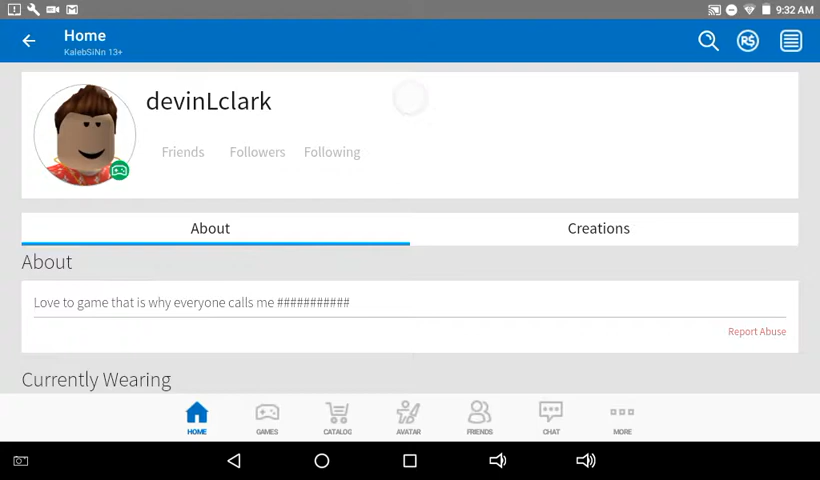 9:32 AM
Home
KalebSiNn 13+
R$
devinLclark
Friends Followers Following
About Creations
About
Love to game that is why everyone calls me ###########
Report Abuse
Currently Wearing
HOME GAMES CATALOG AVATAR FRIENDS CHAT MORE